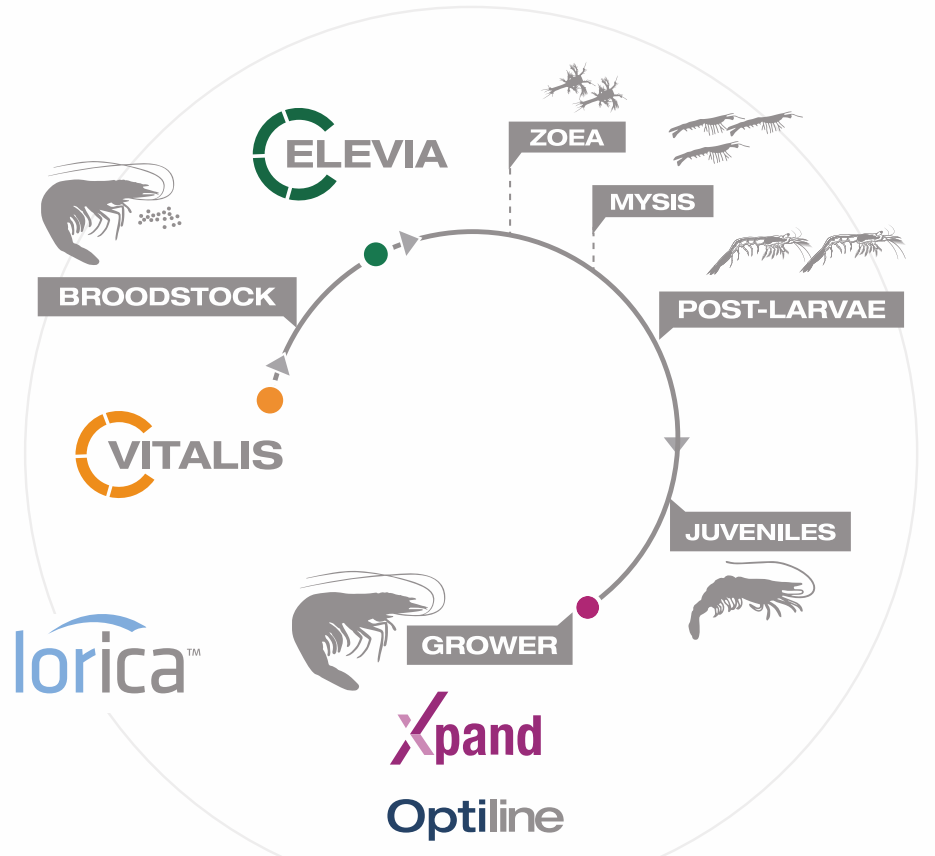 ELEVIA
ZOEA
MYSIS
BROODSTOCK
POST-LARVAE
VITALIS
JUVENILES
GROWER
lorica™
Xpand
Optiline